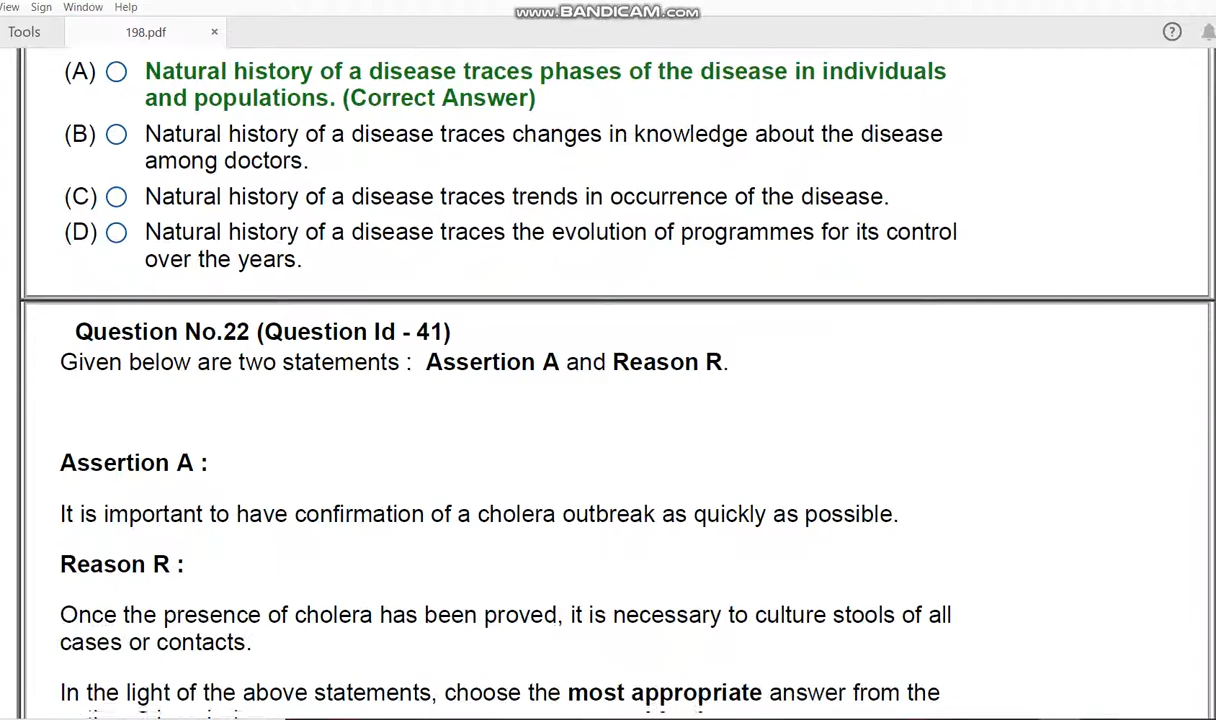 View Sign Window Help
www.BANDICAM.com
Tools 198.pdf × ?
(A) Natural history of a disease traces phases of the disease in individuals
and populations. (Correct Answer)
(B) Natural history of a disease traces changes in knowledge about the disease
among doctors.
(C) Natural history of a disease traces trends in occurrence of the disease.
(D) Natural history of a disease traces the evolution of programmes for its control
over the years.
Question No.22 (Question Id - 41)
Given below are two statements : Assertion A and Reason R.
Assertion A :
It is important to have confirmation of a cholera outbreak as quickly as possible.
Reason R :
Once the presence of cholera has been proved, it is necessary to culture stools of all
cases or contacts.
In the light of the above statements, choose the most appropriate answer from the